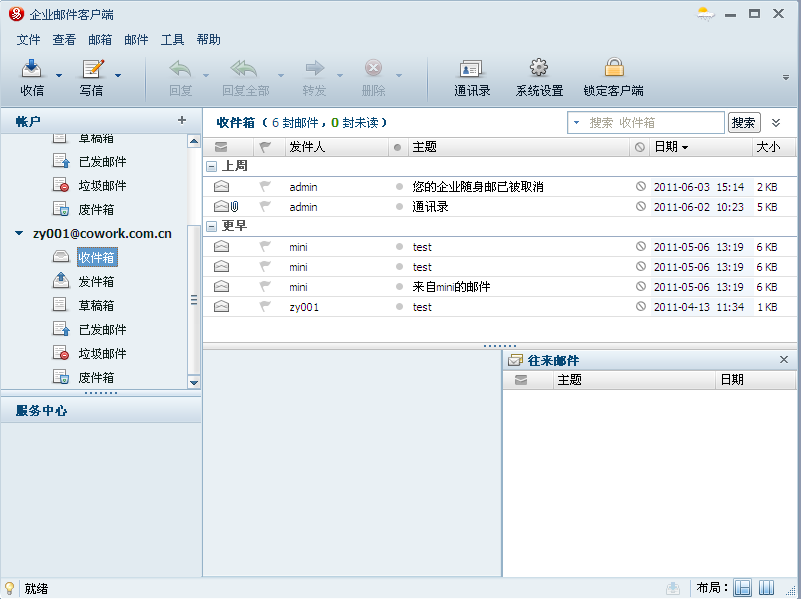 企业邮件客户端
文件 查看 邮箱 邮件 工具 帮助
收信 写信 回复 回复全部 转发 删除 通讯录 系统设置 锁定客户端
帐户 +
草稿箱
已发邮件
垃圾邮件
废件箱
zy001@cowork.com.cn
收件箱
发件箱
草稿箱
已发邮件
垃圾邮件
废件箱
服务中心
收件箱 ( 6 封邮件，0 封未读 )
搜索 收件箱 搜索
发件人 主题 日期 大小
上周
admin 您的企业随身邮已被取消 2011-06-03 15:14 2 KB
admin 通讯录 2011-06-02 10:23 5 KB
更早
mini test 2011-05-06 13:19 6 KB
mini test 2011-05-06 13:19 6 KB
mini 来自mini的邮件 2011-05-06 13:19 6 KB
zy001 test 2011-04-13 11:34 1 KB
往来邮件
主题 日期
就绪 布局：